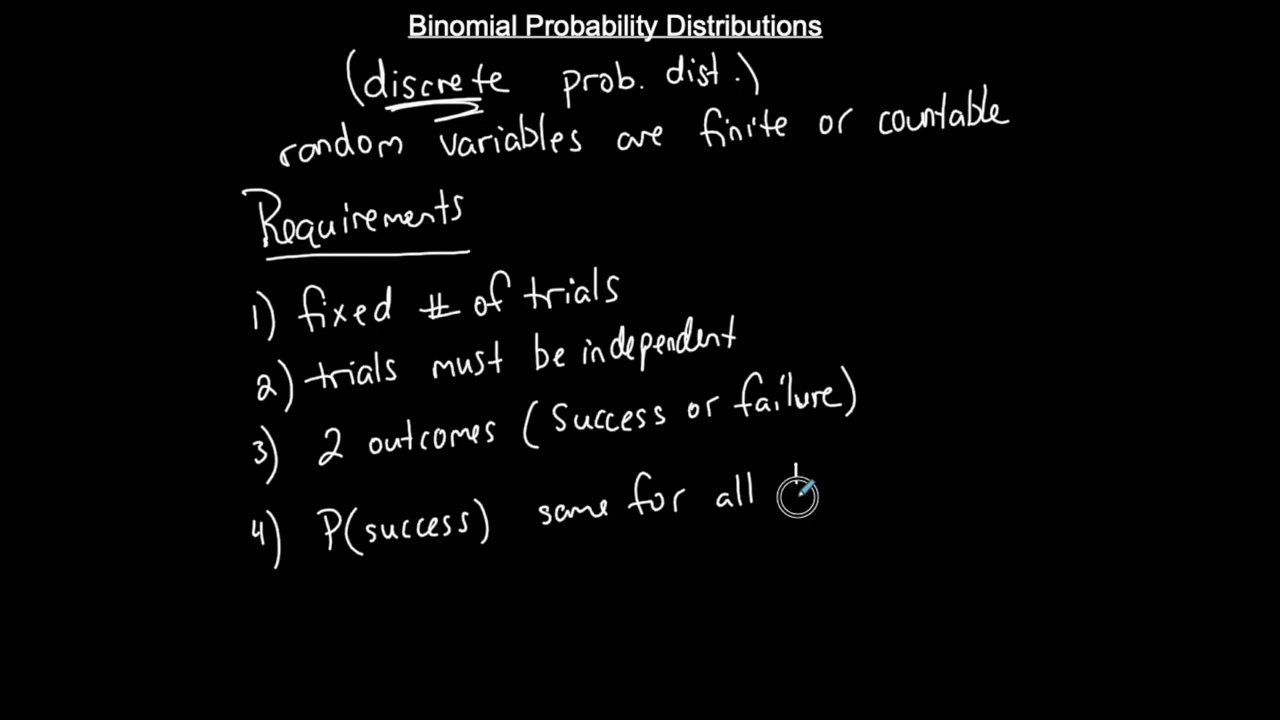 Binomial Probability Distributions
(discrete prob. dist.)
random variables are finite or countable
Requirements
1) fixed # of trials
2) trials must be independent
3) 2 outcomes (Success or failure)
4) P(success) same for all